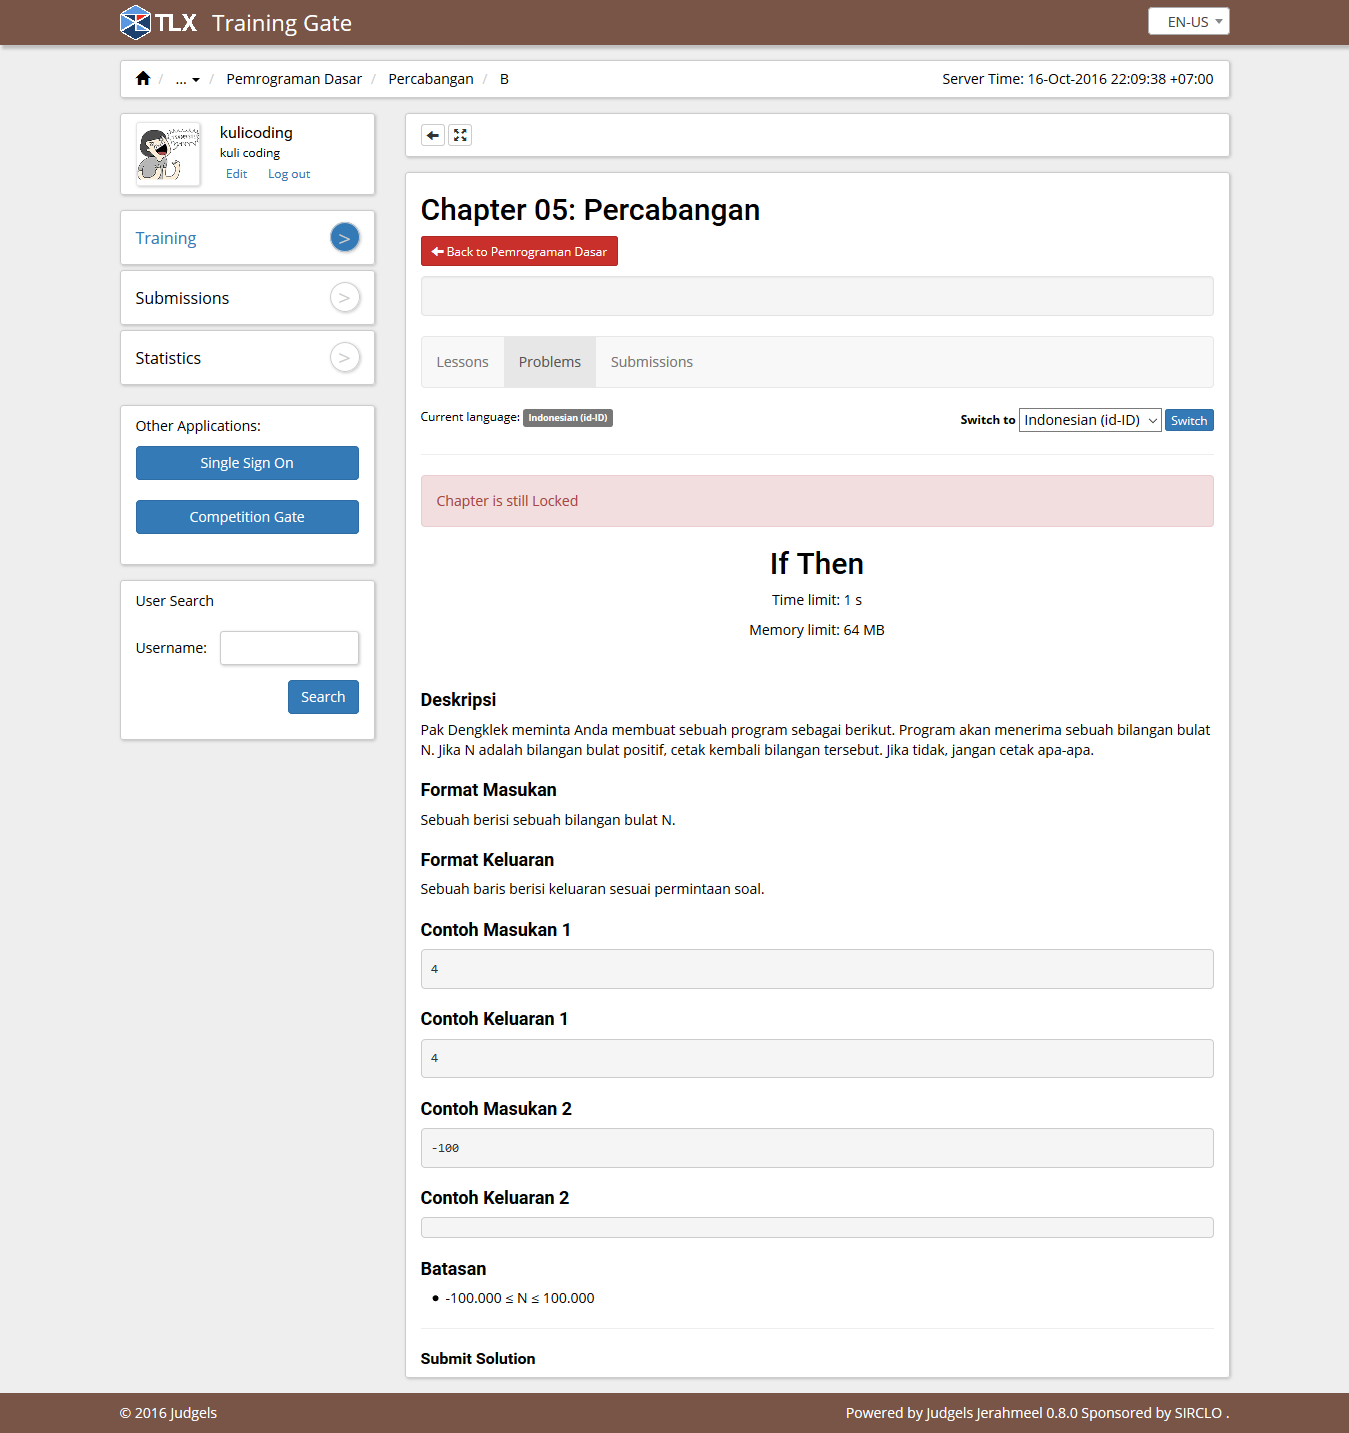 TLX Training Gate
EN-US
... Pemrograman Dasar / Percabangan / B
Server Time: 16-Oct-2016 22:09:38 +07:00
kulicoding
kuli coding
Edit Log out
Training >
Submissions >
Statistics >
Other Applications:
Single Sign On
Competition Gate
User Search
Username:
Search
Chapter 05: Percabangan
Back to Pemrograman Dasar
Lessons Problems Submissions
Current language: Indonesian (id-ID)
Switch to Indonesian (id-ID) Switch
Chapter is still Locked
If Then
Time limit: 1 s
Memory limit: 64 MB
Deskripsi
Pak Dengklek meminta Anda membuat sebuah program sebagai berikut. Program akan menerima sebuah bilangan bulat
N. Jika N adalah bilangan bulat positif, cetak kembali bilangan tersebut. Jika tidak, jangan cetak apa-apa.
Format Masukan
Sebuah berisi sebuah bilangan bulat N.
Format Keluaran
Sebuah baris berisi keluaran sesuai permintaan soal.
Contoh Masukan 1
4
Contoh Keluaran 1
4
Contoh Masukan 2
-100
Contoh Keluaran 2
Batasan
• -100.000 ≤ N ≤ 100.000
Submit Solution
© 2016 Judgels
Powered by Judgels Jerahmeel 0.8.0 Sponsored by SIRCLO .